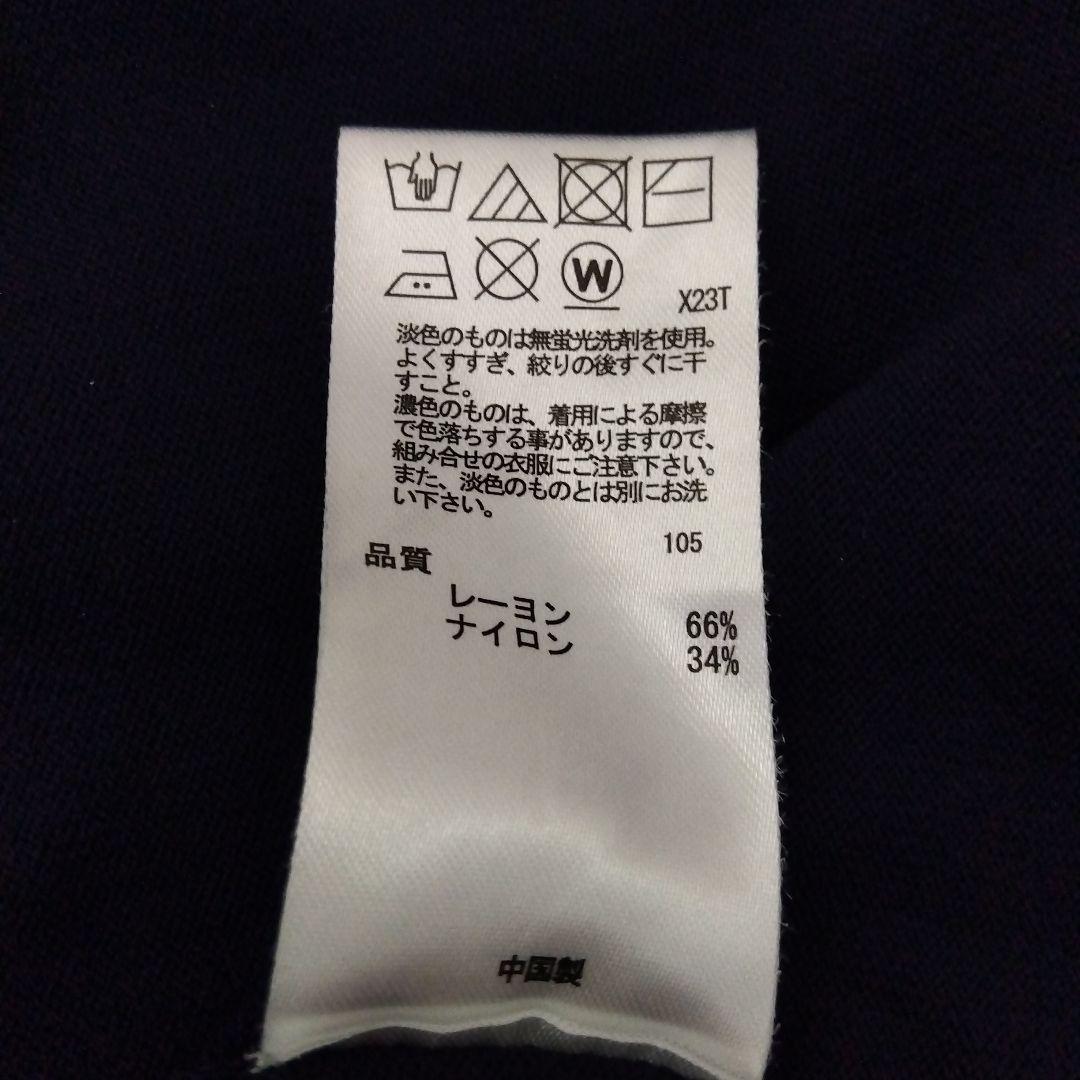 W
X23T
淡色のものは無蛍光洗剤を使用。
よくすすぎ、絞りの後すぐに干
すこと。
濃色のものは、着用による摩擦
で色落ちする事がありますので、
組み合せの衣服にご注意下さい。
また、淡色のものとは別にお洗
い下さい。
105
品質
レーヨン 66%
ナイロン 34%
中国製